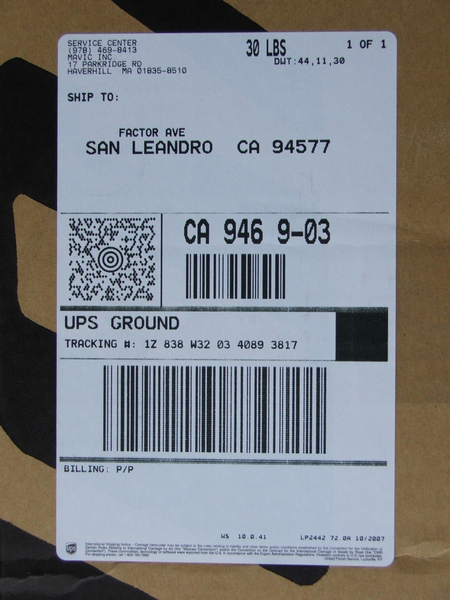 SERVICE CENTER
(978) 469-8413
MAVIC INC
17 PARKRIDGE RD
HAVERHILL MA 01835-8510
30 LBS
1 OF 1
DWT:44,11,30
SHIP TO:
FACTOR AVE
SAN LEANDRO CA 94577
CA 946 9-03
UPS GROUND
TRACKING #: 1Z 838 W32 03 4089 3817
BILLING: P/P
WS 10.0.41 LP2442 72.0A 10/2007